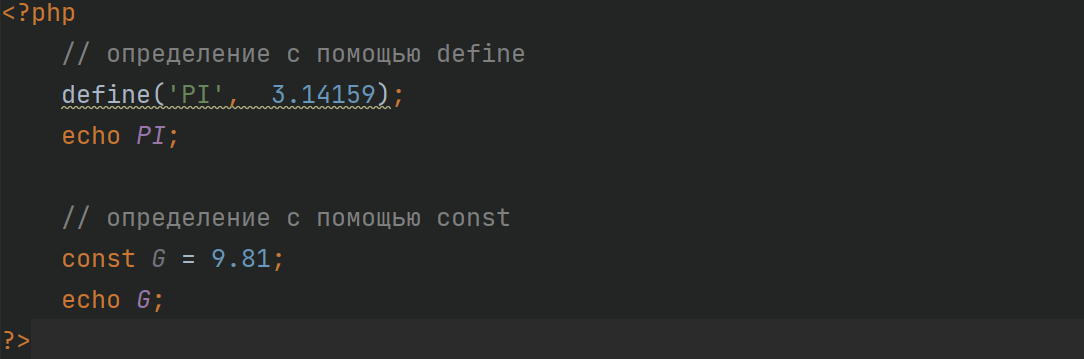 <?php
// определение с помощью define
define('PI',  3.14159);
echo PI;
// определение с помощью const
const G = 9.81;
echo G;
?>